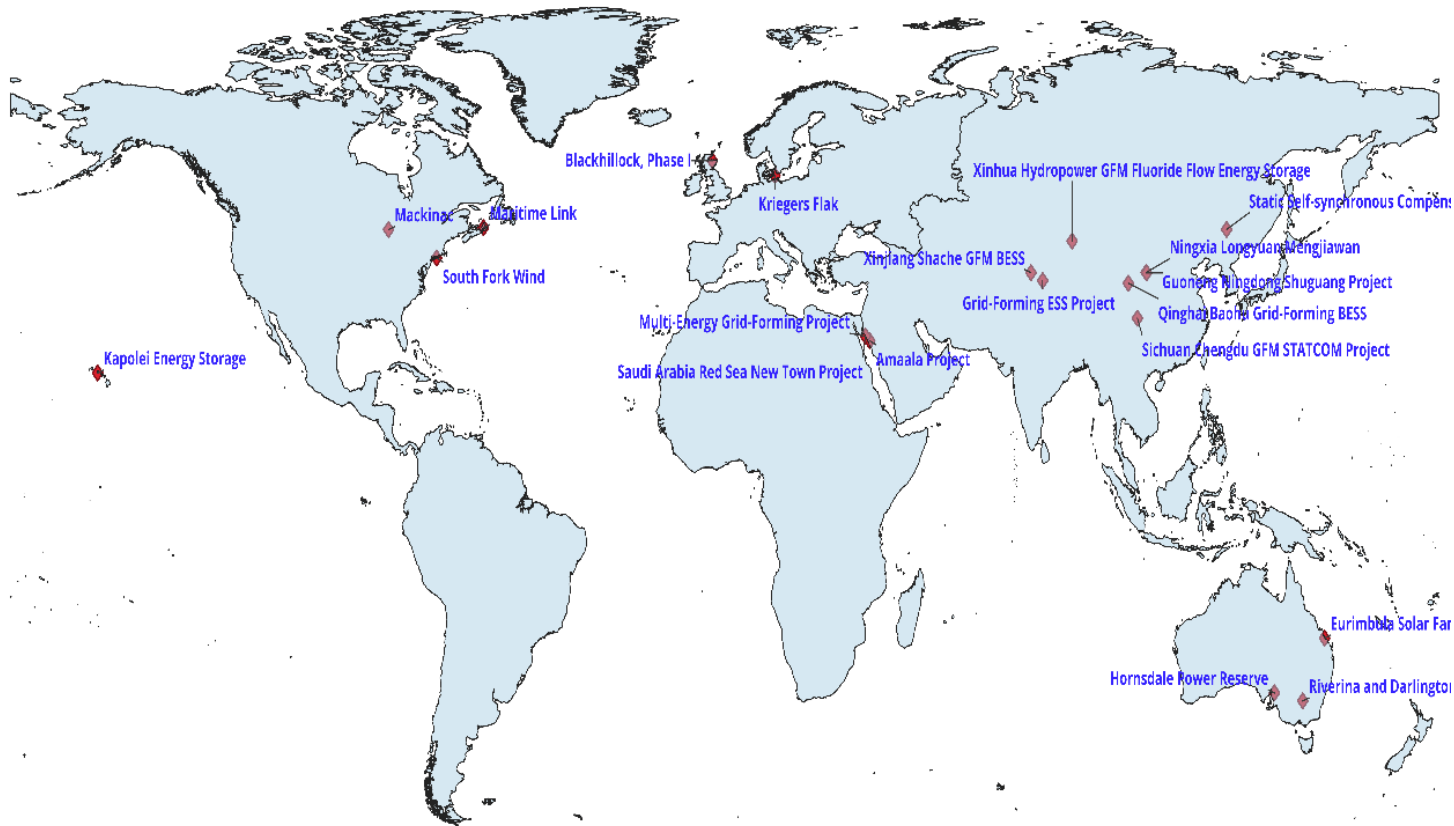 Blackhillock, Phase I
Kriegers Flak
Xinhua Hydropower GFM Fluoride Flow Energy Storage
Static Self-synchronous Compens
Mackinac
Maritime Link
South Fork Wind
Ningxia Longyuan Mengjiawan
Xinjiang Shache GFM BESS
Guoneng Ningdong Shuguang Project
Grid-Forming ESS Project
Qinghai Baohu Grid-Forming BESS
Multi-Energy Grid-Forming Project
Sichuan Chengdu GFM STATCOM Project
Amaala Project
Saudi Arabia Red Sea New Town Project
Kapolei Energy Storage
Eurimbula Solar Far
Hornsdale Power Reserve
Riverina and Darlington